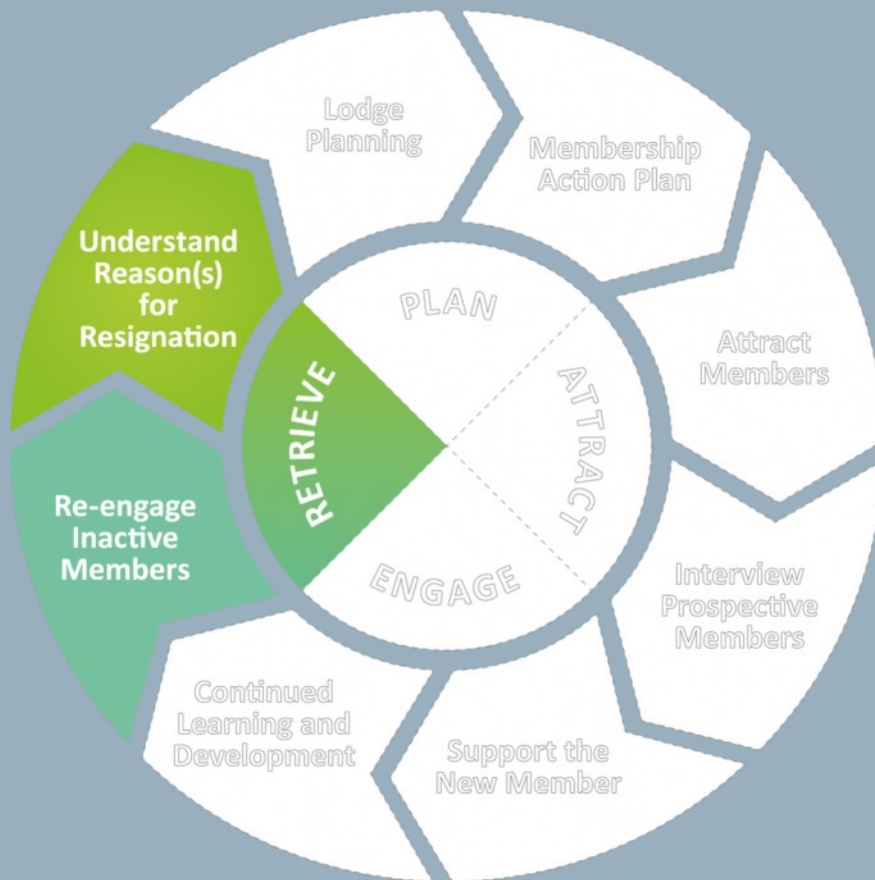 Lodge
Planning
Membership
Action Plan
Attract
Members
Interview
Prospective
Members
Support the
New Member
Continued
Learning and
Development
Re-engage
Inactive
Members
Understand
Reason(s)
for
Resignation
PLAN
ATTRACT
ENGAGE
RETRIEVE